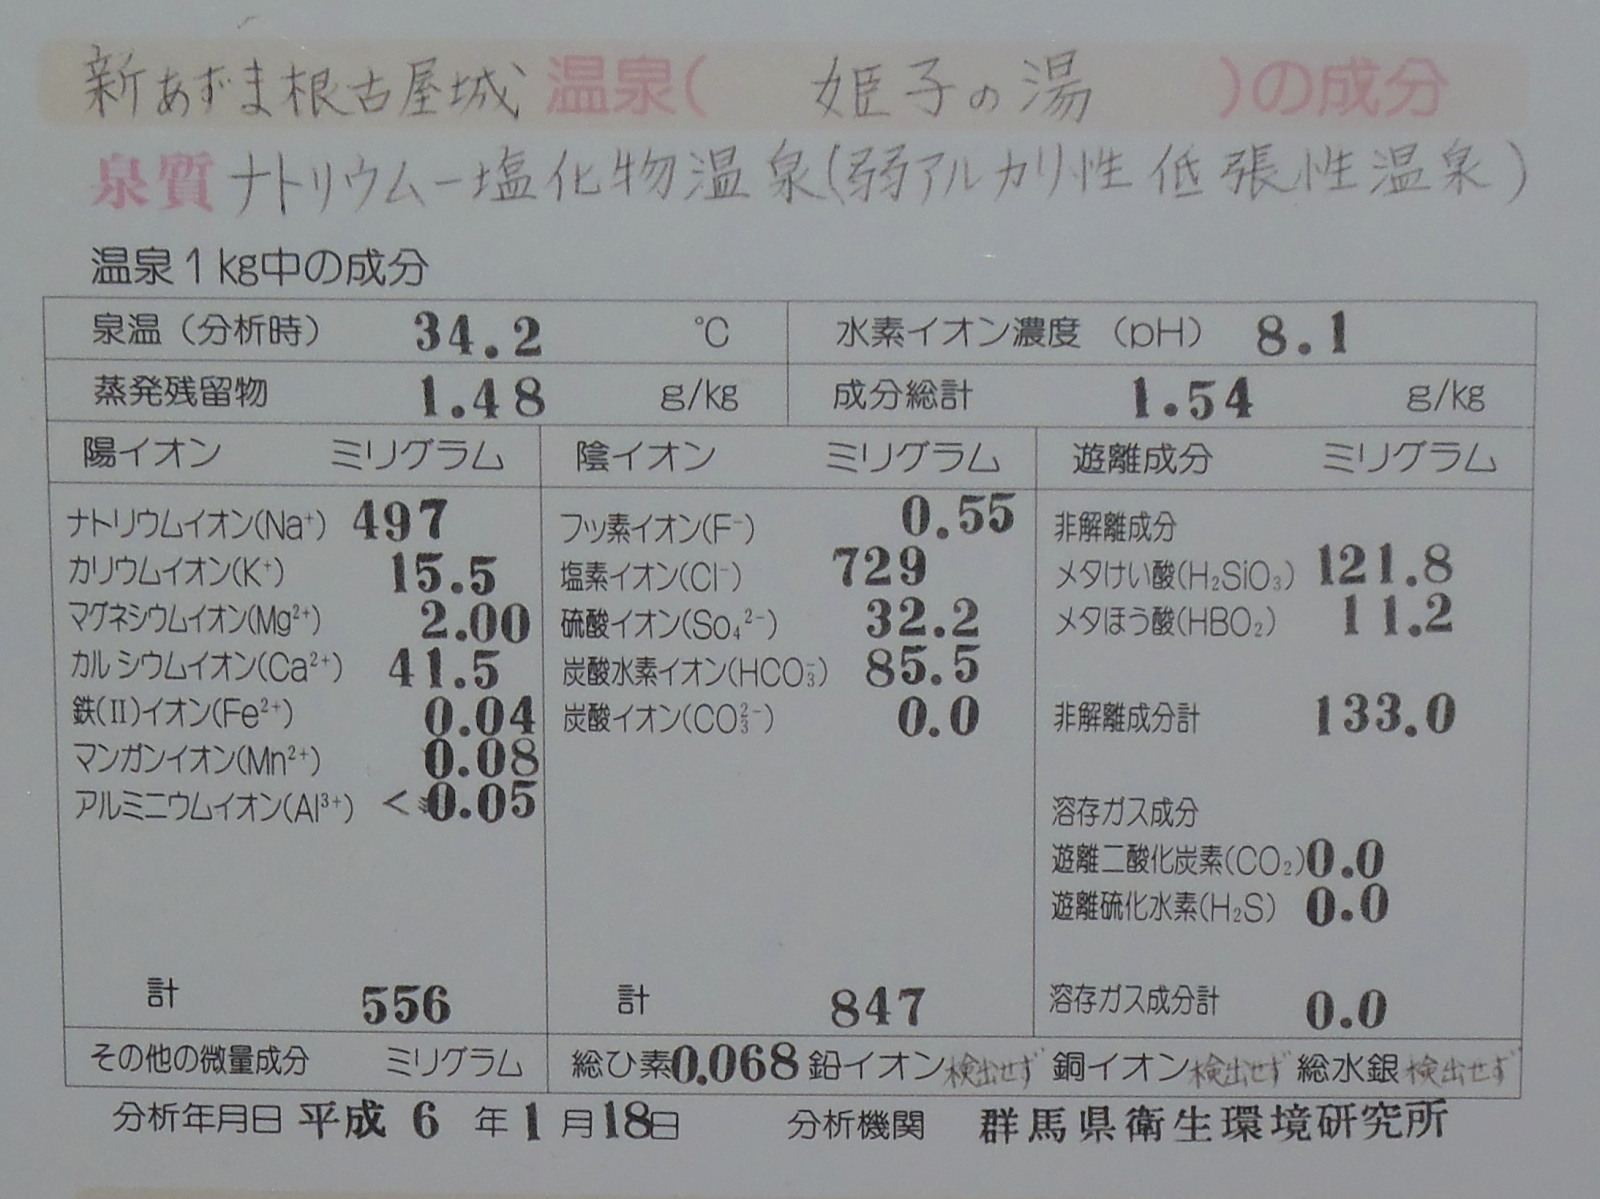 新あずま根古屋城 温泉( 姫子の湯 )の成分
泉質 ナトリウムー塩化物温泉(弱アルカリ性低張性温泉)
温泉1kg中の成分
泉温(分析時) 34.2 ℃ 水素イオン濃度 (pH) 8.1
蒸発残留物 1.48 g/kg 成分総計 1.54 g/kg
陽イオン ミリグラム 陰イオン ミリグラム 遊離成分 ミリグラム
ナトリウムイオン(Na⁺) 497 フッ素イオン(F⁻) 0.55 非解離成分
カリウムイオン(K⁺) 15.5 塩素イオン(Cl⁻) 729 メタけい酸(H₂SiO₃) 121.8
マグネシウムイオン(Mg²⁺) 2.00 硫酸イオン(So₄²⁻) 32.2 メタほう酸(HBO₂) 11.2
カルシウムイオン(Ca²⁺) 41.5 炭酸水素イオン(HCO₃⁻) 85.5
鉄(II)イオン(Fe²⁺) 0.04 炭酸イオン(CO₃²⁻) 0.0 非解離成分計 133.0
マンガンイオン(Mn²⁺) 0.08
アルミニウムイオン(Al³⁺) <0.05 溶存ガス成分
遊離二酸化炭素(CO₂) 0.0
遊離硫化水素(H₂S) 0.0
計 556 計 847 溶存ガス成分計 0.0
その他の微量成分 ミリグラム 総ひ素 0.068 鉛イオン 検出せず 銅イオン 検出せず 総水銀 検出せず
分析年月日 平成 6 年 1 月 18 日 分析機関 群馬県衛生環境研究所